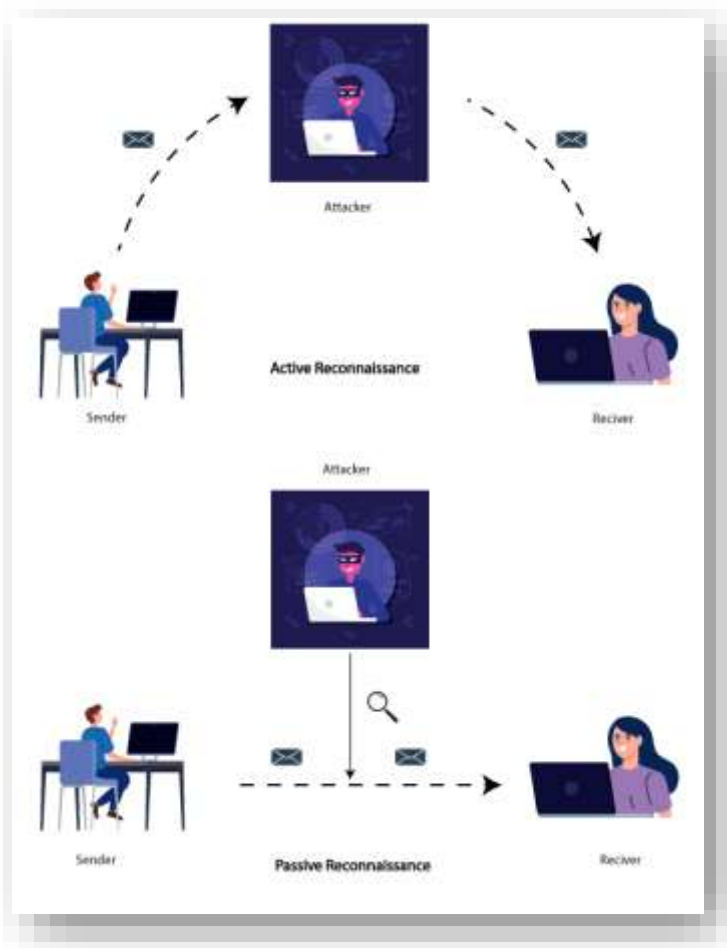 Attacker
Sender
Active Reconnaissance
Reciver
Attacker
Sender
Passive Reconnaissance
Reciver